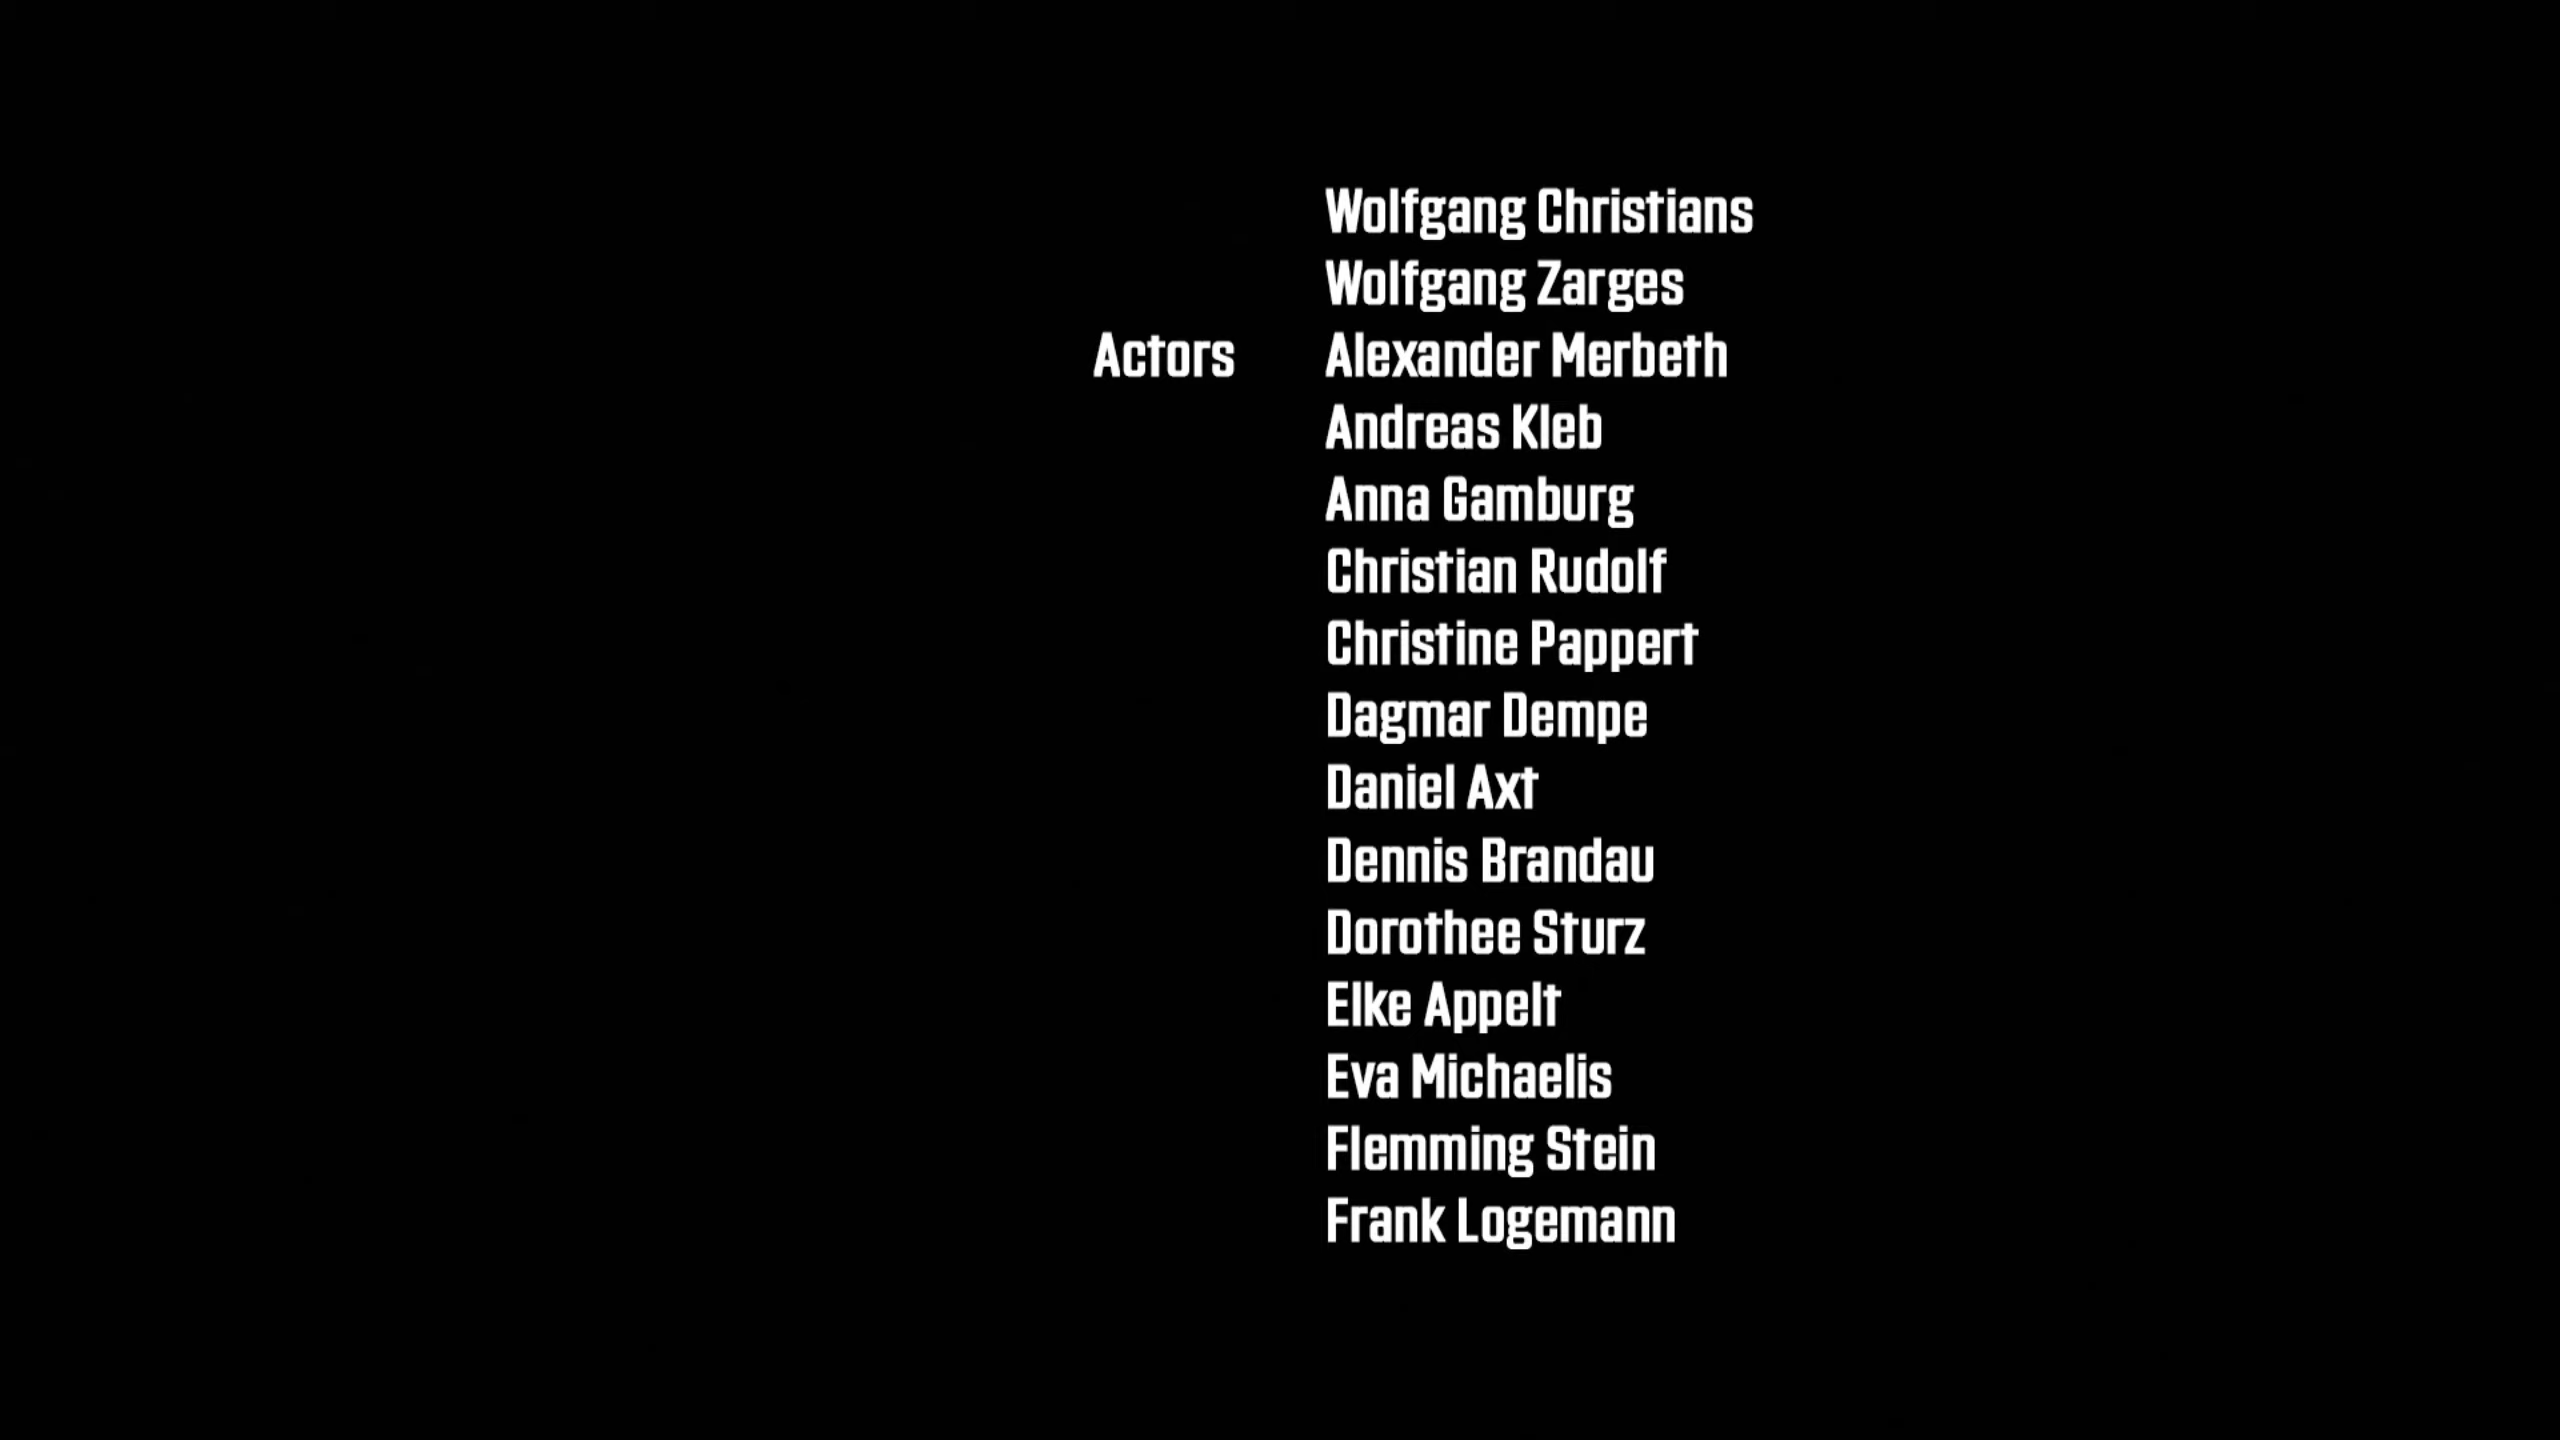 Wolfgang Christians
Wolfgang Zarges
Actors Alexander Merbeth
Andreas Kleb
Anna Gamburg
Christian Rudolf
Christine Pappert
Dagmar Dempe
Daniel Axt
Dennis Brandau
Dorothee Sturz
Elke Appelt
Eva Michaelis
Flemming Stein
Frank Logemann